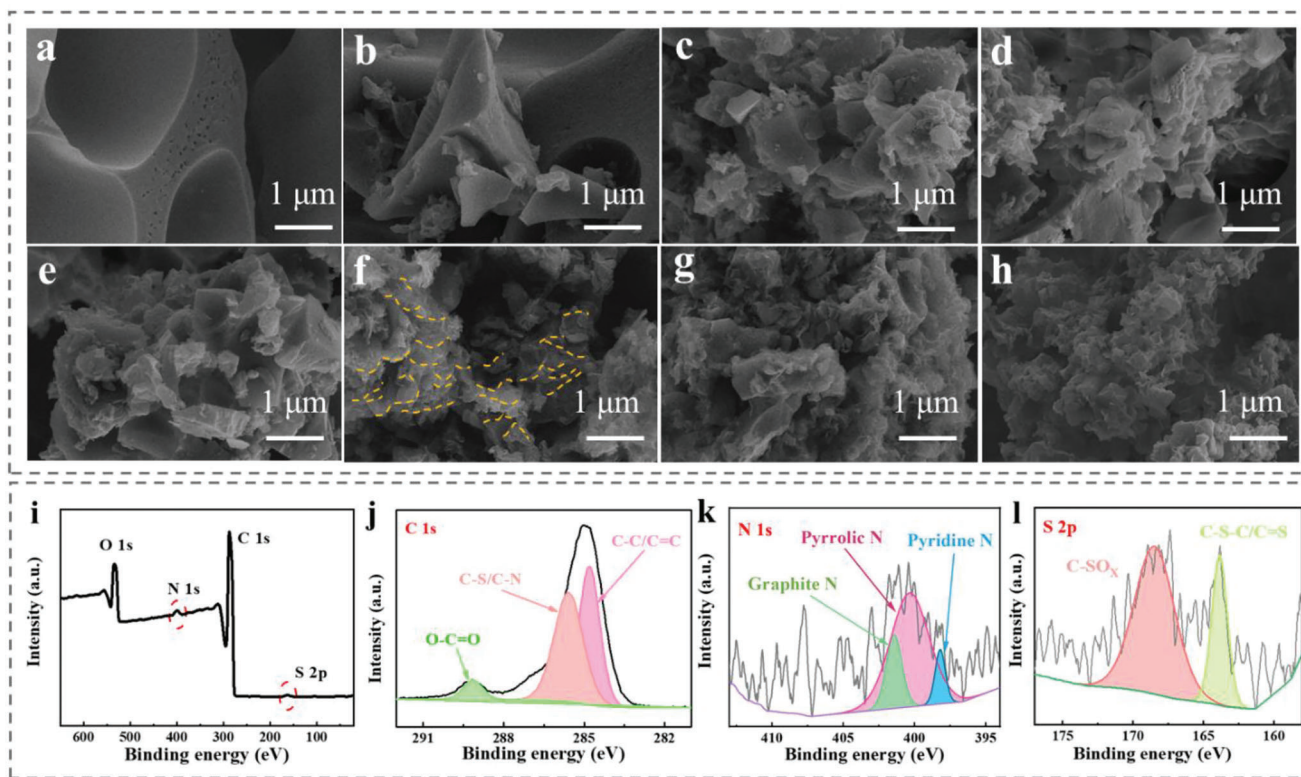 a
1 μm
b
1 μm
c
1 μm
d
1 μm
e
1 μm
f
1 μm
g
1 μm
h
1 μm
i
O 1s
N 1s
C 1s
S 2p
Intensity (a.u.)
600 500 400 300 200 100
Binding energy (eV)
j
C 1s
C-C/C=C
C-S/C-N
O-C=O
Intensity (a.u.)
291 288 285 282
Binding energy (eV)
k
N 1s
Pyrrolic N
Pyridine N
Graphite N
Intensity (a.u.)
410 405 400 394
Binding energy (eV)
l
S 2p
C-S-C/C=S
C-SOX
Intensity (a.u.)
175 170 165 160
Binding energy (eV)